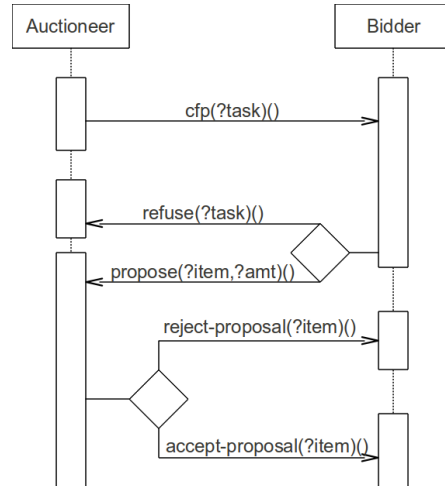 Auctioneer
Bidder
cfp(?task)()
refuse(?task)()
propose(?item,?amt)()
reject-proposal(?item)()
accept-proposal(?item)()